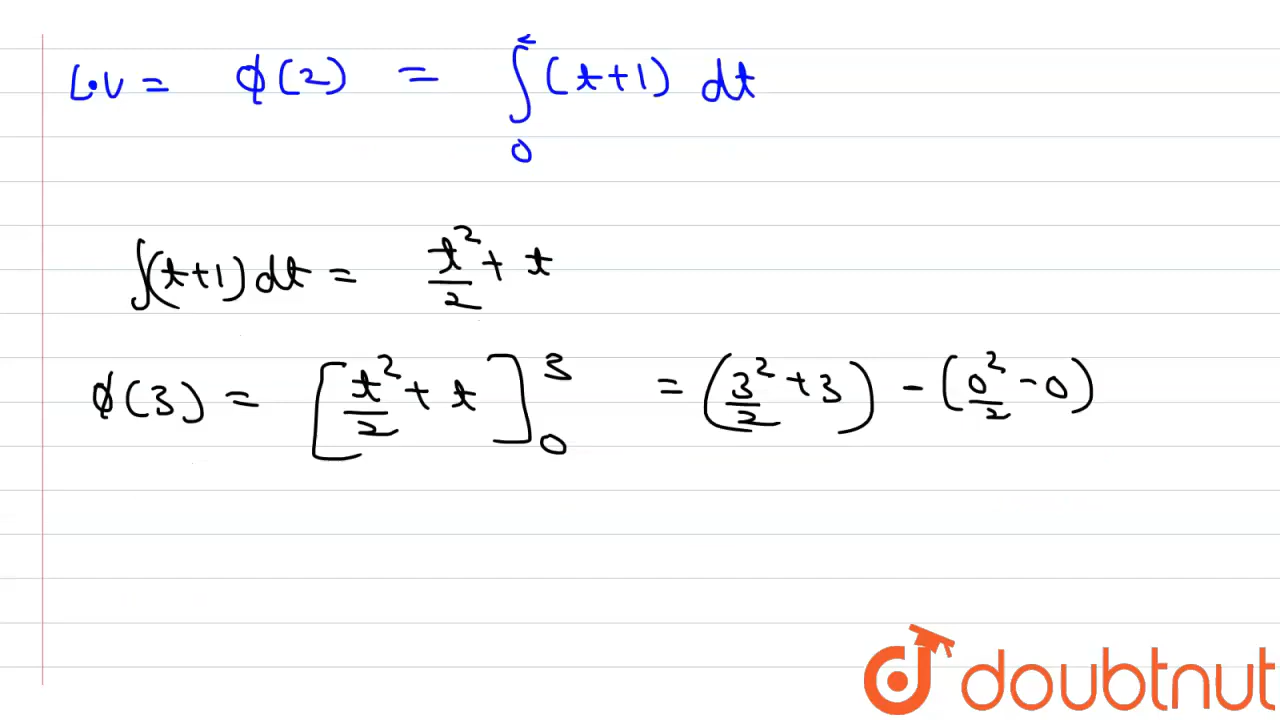 L.V = ϕ(2) = ∫₀² (t+1) dt
∫(t+1) dt = t²/2 + t
ϕ(3) = [t²/2 + t]₀³ = (3²/2 + 3) - (0²/2 - 0)
doubtnut